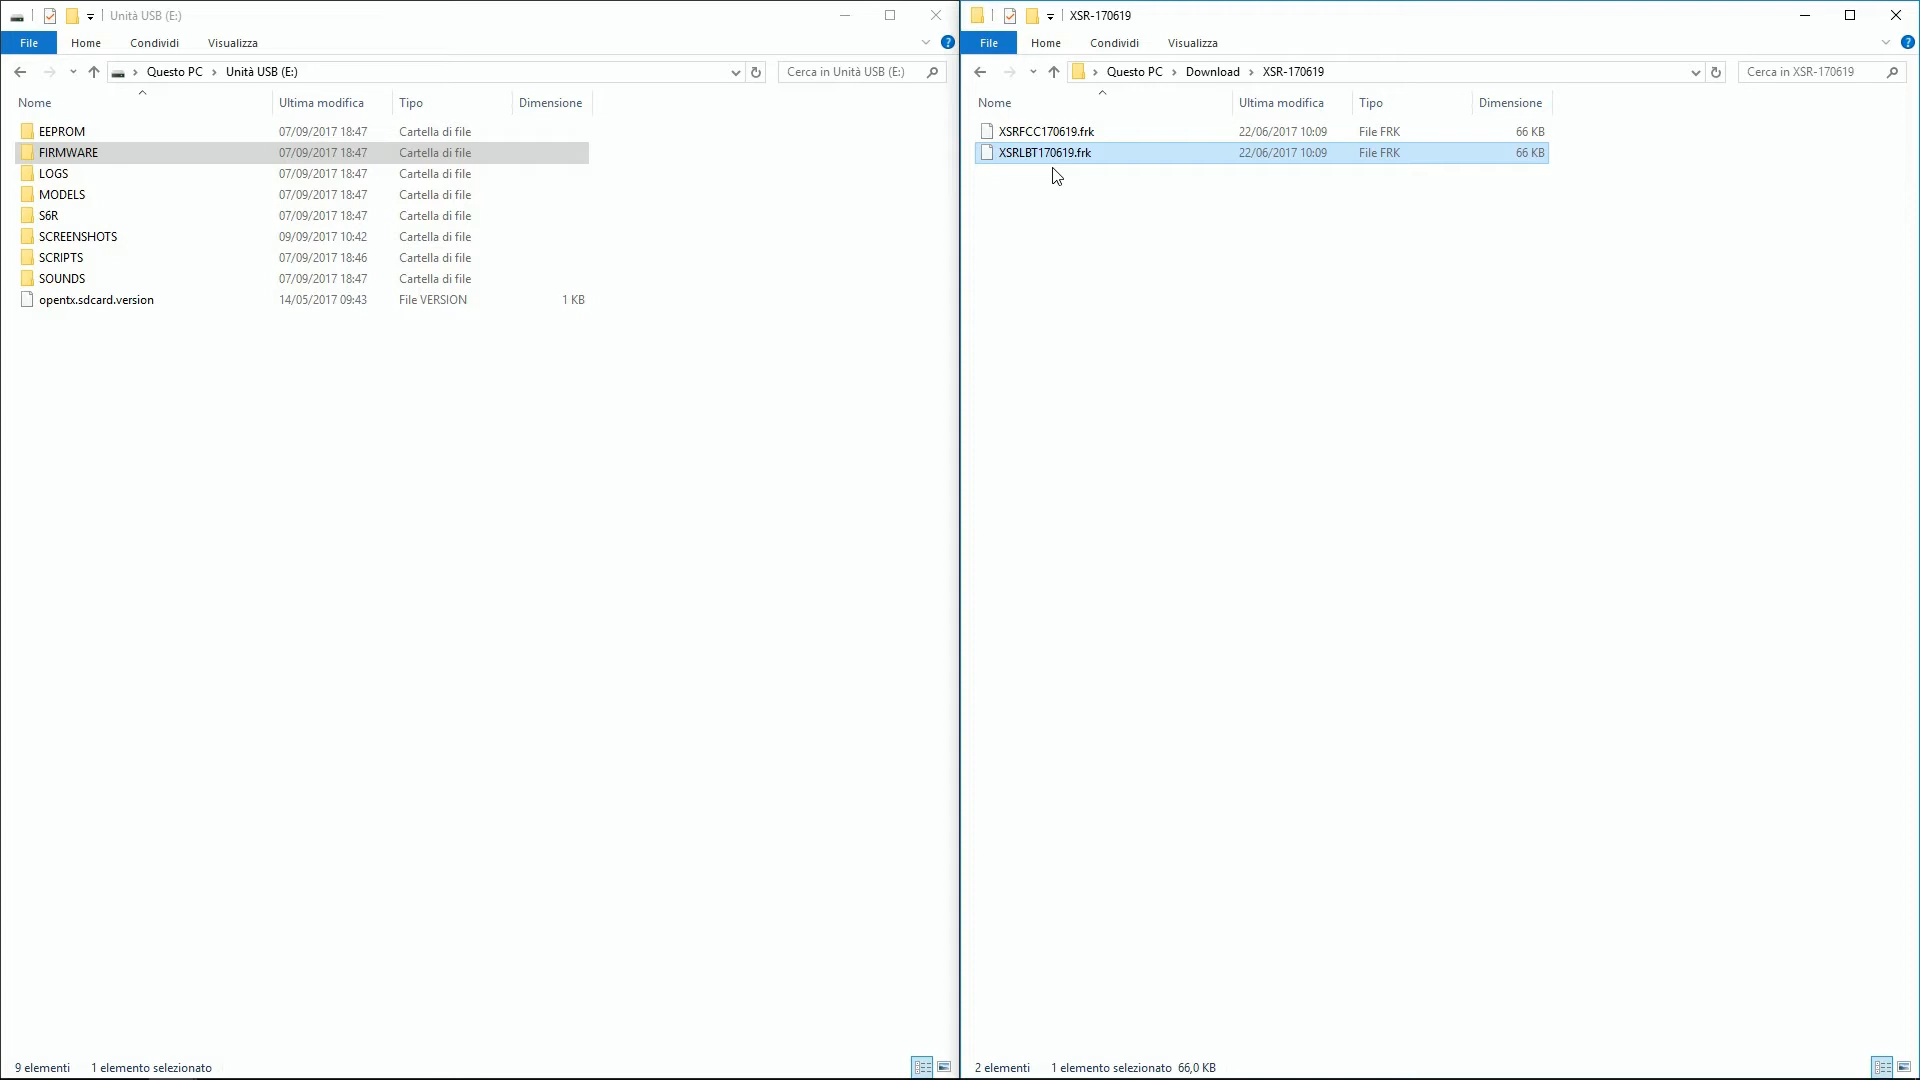 Unità USB (E:)
File Home Condividi Visualizza
Questo PC Unità USB (E:) Cerca in Unità USB (E:)
Nome Ultima modifica Tipo Dimensione
EEPROM 07/09/2017 18:47 Cartella di file
FIRMWARE 07/09/2017 18:47 Cartella di file
LOGS 07/09/2017 18:47 Cartella di file
MODELS 07/09/2017 18:47 Cartella di file
S6R 07/09/2017 18:47 Cartella di file
SCREENSHOTS 09/09/2017 10:42 Cartella di file
SCRIPTS 07/09/2017 18:46 Cartella di file
SOUNDS 07/09/2017 18:47 Cartella di file
opentx.sdcard.version 14/05/2017 09:43 File VERSION 1 KB
9 elementi 1 elemento selezionato
XSR-170619
File Home Condividi Visualizza
Questo PC Download XSR-170619 Cerca in XSR-170619
Nome Ultima modifica Tipo Dimensione
XSRFCC170619.frk 22/06/2017 10:09 File FRK 66 KB
XSRLBT170619.frk 22/06/2017 10:09 File FRK 66 KB
2 elementi 1 elemento selezionato 66,0 KB